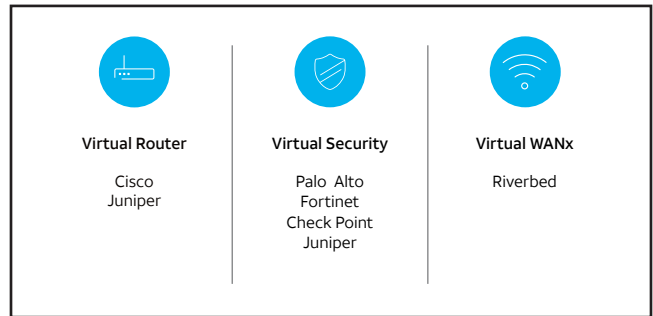 Virtual Router
Cisco
Juniper
Virtual Security
Palo Alto
Fortinet
Check Point
Juniper
Virtual WANx
Riverbed